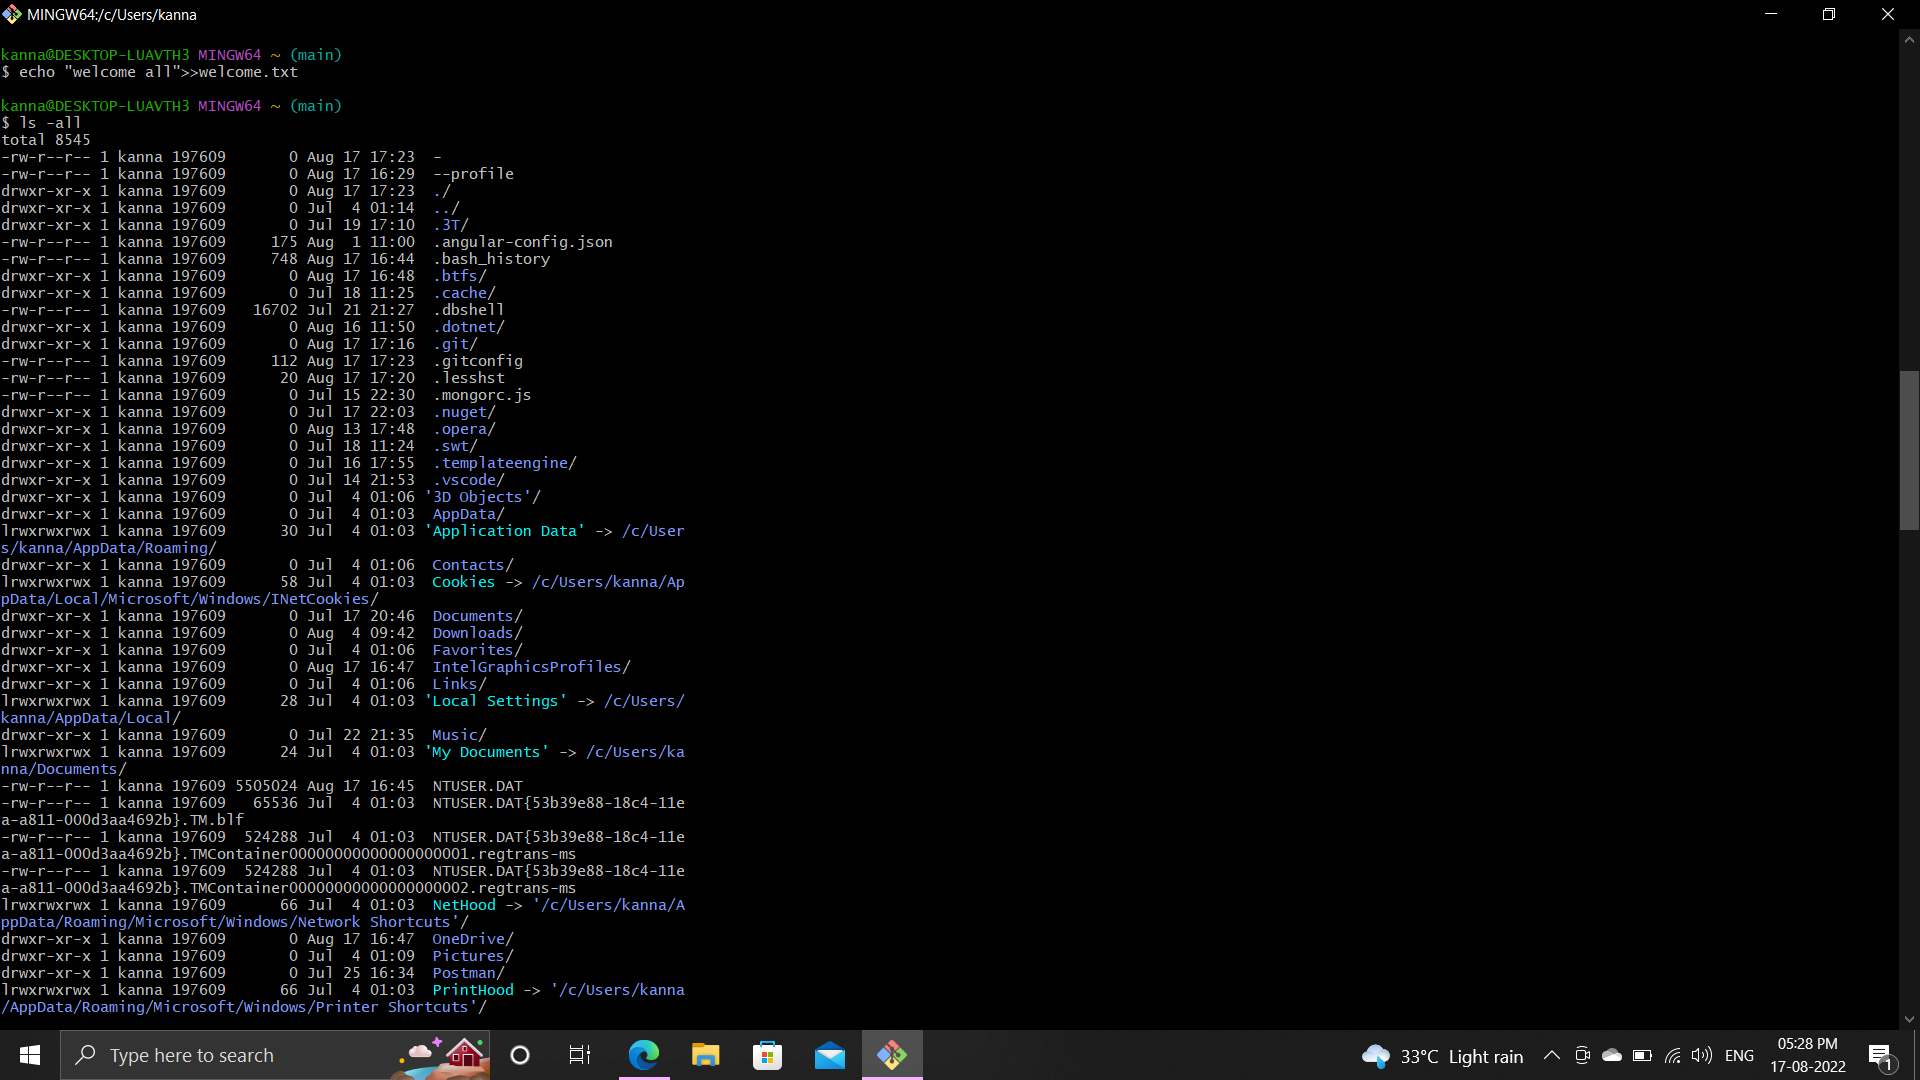 MINGW64:/c/Users/kanna
kanna@DESKTOP-LUAVTH3 MINGW64 ~ (main)
$ echo "welcome all">>welcome.txt
kanna@DESKTOP-LUAVTH3 MINGW64 ~ (main)
$ ls -all
total 8545
-rw-r--r-- 1 kanna 197609       0 Aug 17 17:23  -
-rw-r--r-- 1 kanna 197609       0 Aug 17 16:29  --profile
drwxr-xr-x 1 kanna 197609       0 Aug 17 17:23  ./
drwxr-xr-x 1 kanna 197609       0 Jul  4 01:14  ../
drwxr-xr-x 1 kanna 197609       0 Jul 19 17:10  .3T/
-rw-r--r-- 1 kanna 197609     175 Aug  1 11:00  .angular-config.json
-rw-r--r-- 1 kanna 197609     748 Aug 17 16:44  .bash_history
drwxr-xr-x 1 kanna 197609       0 Aug 17 16:48  .btfs/
drwxr-xr-x 1 kanna 197609       0 Jul 18 11:25  .cache/
-rw-r--r-- 1 kanna 197609   16702 Jul 21 21:27  .dbshell
drwxr-xr-x 1 kanna 197609       0 Aug 16 11:50  .dotnet/
drwxr-xr-x 1 kanna 197609       0 Aug 17 17:16  .git/
-rw-r--r-- 1 kanna 197609     112 Aug 17 17:23  .gitconfig
-rw-r--r-- 1 kanna 197609      20 Aug 17 17:20  .lesshst
-rw-r--r-- 1 kanna 197609       0 Jul 15 22:30  .mongorc.js
drwxr-xr-x 1 kanna 197609       0 Jul 17 22:03  .nuget/
drwxr-xr-x 1 kanna 197609       0 Aug 13 17:48  .opera/
drwxr-xr-x 1 kanna 197609       0 Jul 18 11:24  .swt/
drwxr-xr-x 1 kanna 197609       0 Jul 16 17:55  .templateengine/
drwxr-xr-x 1 kanna 197609       0 Jul 14 21:53  .vscode/
drwxr-xr-x 1 kanna 197609       0 Jul  4 01:06 '3D Objects'/
drwxr-xr-x 1 kanna 197609       0 Jul  4 01:03  AppData/
lrwxrwxrwx 1 kanna 197609      30 Jul  4 01:03 'Application Data' -> /c/User
s/kanna/AppData/Roaming/
drwxr-xr-x 1 kanna 197609       0 Jul  4 01:06  Contacts/
lrwxrwxrwx 1 kanna 197609      58 Jul  4 01:03  Cookies -> /c/Users/kanna/Ap
pData/Local/Microsoft/Windows/INetCookies/
drwxr-xr-x 1 kanna 197609       0 Jul 17 20:46  Documents/
drwxr-xr-x 1 kanna 197609       0 Aug  4 09:42  Downloads/
drwxr-xr-x 1 kanna 197609       0 Jul  4 01:06  Favorites/
drwxr-xr-x 1 kanna 197609       0 Aug 17 16:47  IntelGraphicsProfiles/
drwxr-xr-x 1 kanna 197609       0 Jul  4 01:06  Links/
lrwxrwxrwx 1 kanna 197609      28 Jul  4 01:03 'Local Settings' -> /c/Users/
kanna/AppData/Local/
drwxr-xr-x 1 kanna 197609       0 Jul 22 21:35  Music/
lrwxrwxrwx 1 kanna 197609      24 Jul  4 01:03 'My Documents' -> /c/Users/ka
nna/Documents/
-rw-r--r-- 1 kanna 197609 5505024 Aug 17 16:45  NTUSER.DAT
-rw-r--r-- 1 kanna 197609   65536 Jul  4 01:03  NTUSER.DAT{53b39e88-18c4-11e
a-a811-000d3aa4692b}.TM.blf
-rw-r--r-- 1 kanna 197609  524288 Jul  4 01:03  NTUSER.DAT{53b39e88-18c4-11e
a-a811-000d3aa4692b}.TMContainer00000000000000000001.regtrans-ms
-rw-r--r-- 1 kanna 197609  524288 Jul  4 01:03  NTUSER.DAT{53b39e88-18c4-11e
a-a811-000d3aa4692b}.TMContainer00000000000000000002.regtrans-ms
lrwxrwxrwx 1 kanna 197609      66 Jul  4 01:03  NetHood -> '/c/Users/kanna/A
ppData/Roaming/Microsoft/Windows/Network Shortcuts'/
drwxr-xr-x 1 kanna 197609       0 Aug 17 16:47  OneDrive/
drwxr-xr-x 1 kanna 197609       0 Jul  4 01:09  Pictures/
drwxr-xr-x 1 kanna 197609       0 Jul 25 16:34  Postman/
lrwxrwxrwx 1 kanna 197609      66 Jul  4 01:03  PrintHood -> '/c/Users/kanna
/AppData/Roaming/Microsoft/Windows/Printer Shortcuts'/
Type here to search
33°C Light rain
ENG
05:28 PM
17-08-2022
1